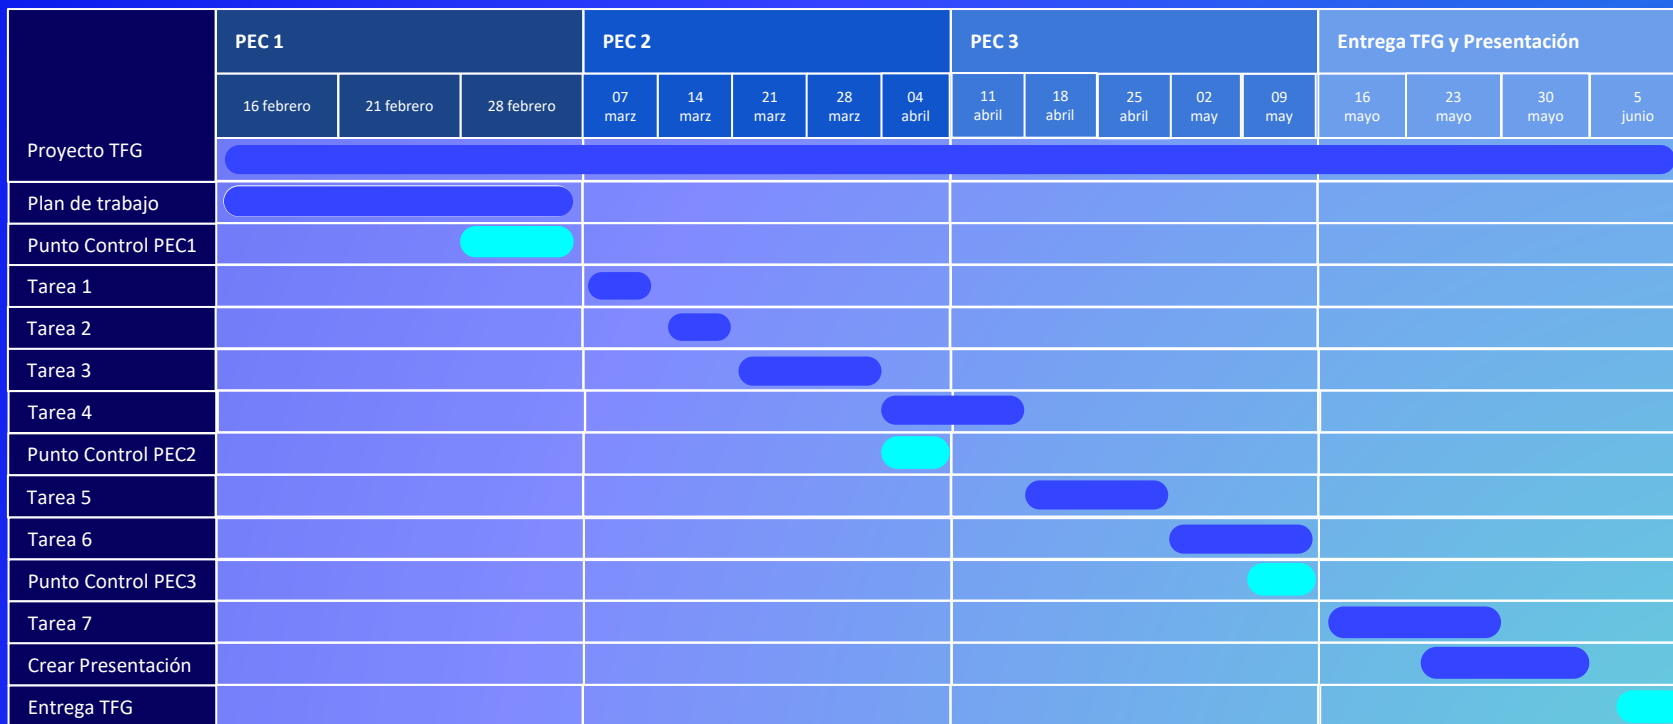 PEC 1
PEC 2
PEC 3
Entrega TFG y Presentación
16 febrero
21 febrero
28 febrero
07
marz
14
marz
21
marz
28
marz
04
abril
11
abril
18
abril
25
abril
02
may
09
may
16
mayo
23
mayo
30
mayo
5
junio
Proyecto TFG
Plan de trabajo
Punto Control PEC1
Tarea 1
Tarea 2
Tarea 3
Tarea 4
Punto Control PEC2
Tarea 5
Tarea 6
Punto Control PEC3
Tarea 7
Crear Presentación
Entrega TFG